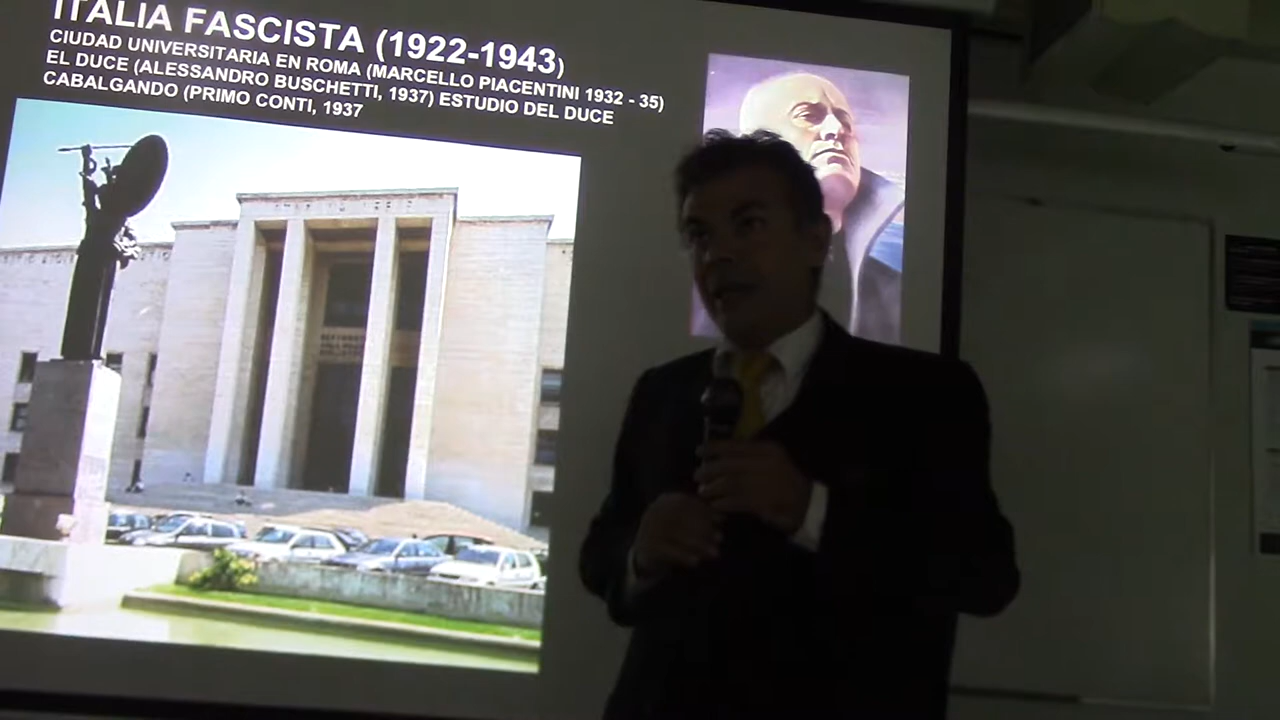 ITALIA FASCISTA (1922-1943)
CIUDAD UNIVERSITARIA EN ROMA (MARCELLO PIACENTINI 1932 - 35)
EL DUCE (ALESSANDRO BUSCHETTI, 1937) ESTUDIO DEL DUCE
CABALGANDO (PRIMO CONTI, 1937